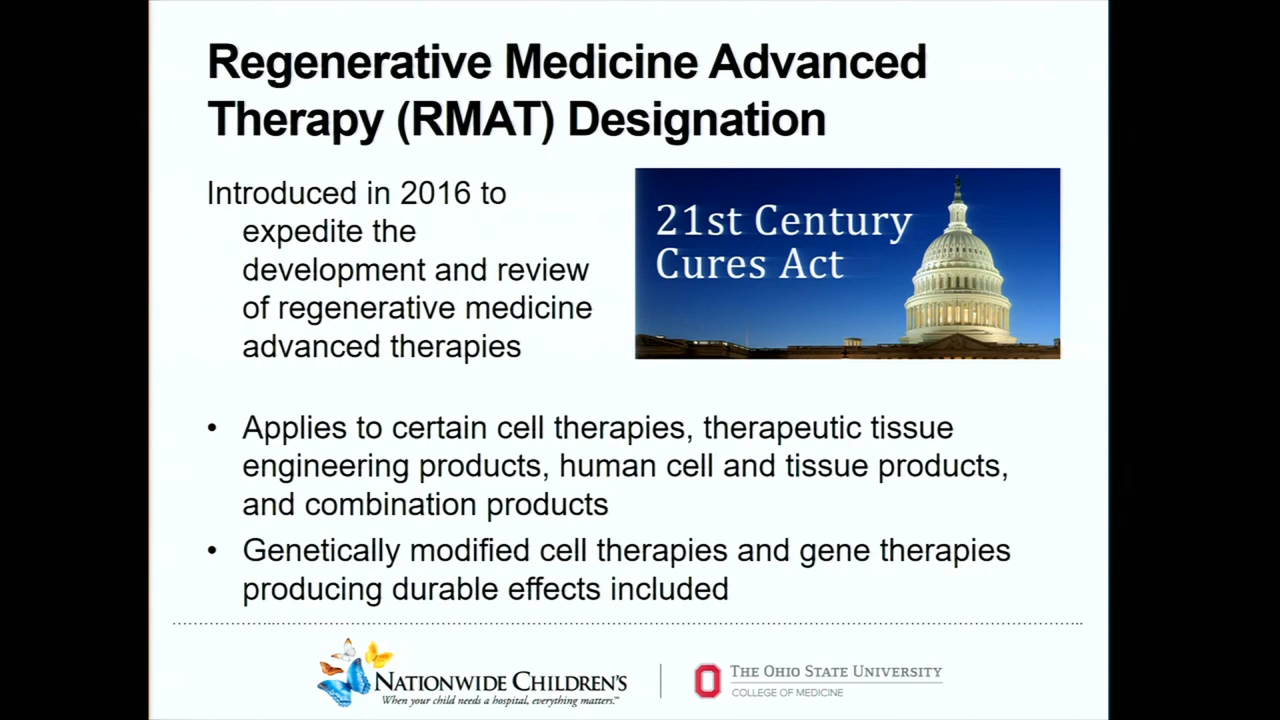 Regenerative Medicine Advanced
Therapy (RMAT) Designation
Introduced in 2016 to
expedite the
development and review
of regenerative medicine
advanced therapies
21st Century
Cures Act
• Applies to certain cell therapies, therapeutic tissue
engineering products, human cell and tissue products,
and combination products
• Genetically modified cell therapies and gene therapies
producing durable effects included
NATIONWIDE CHILDREN'S
When your child needs a hospital, everything matters.™
THE OHIO STATE UNIVERSITY
COLLEGE OF MEDICINE